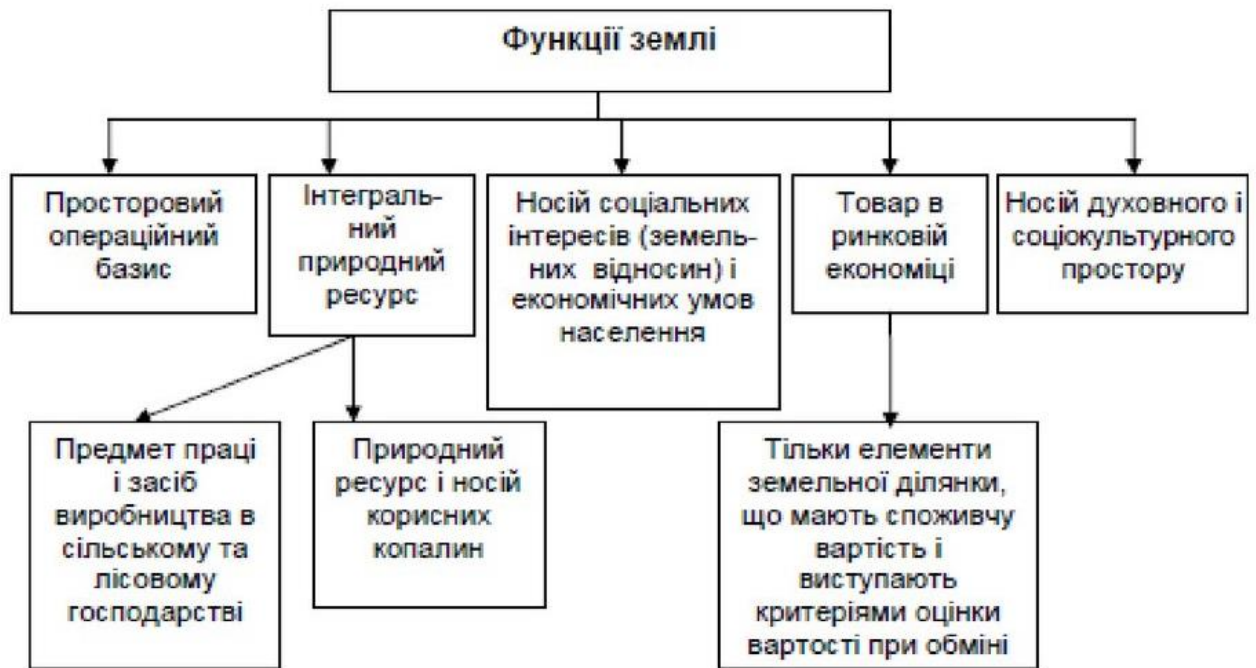 Функції землі
Просторовий
операційний
базис
Інтеграль-
ний
природний
ресурс
Носій соціальних
інтересів (земель-
них відносин) і
економічних умов
населення
Товар в
ринковій
економіці
Носій духовного і
соціокультурного
простору
Предмет праці
і засіб
виробництва в
сільському та
лісовому
господарстві
Природний
ресурс і носій
корисних
копалин
Тільки елементи
земельної ділянки,
що мають споживчу
вартість і
виступають
критеріями оцінки
вартості при обміні